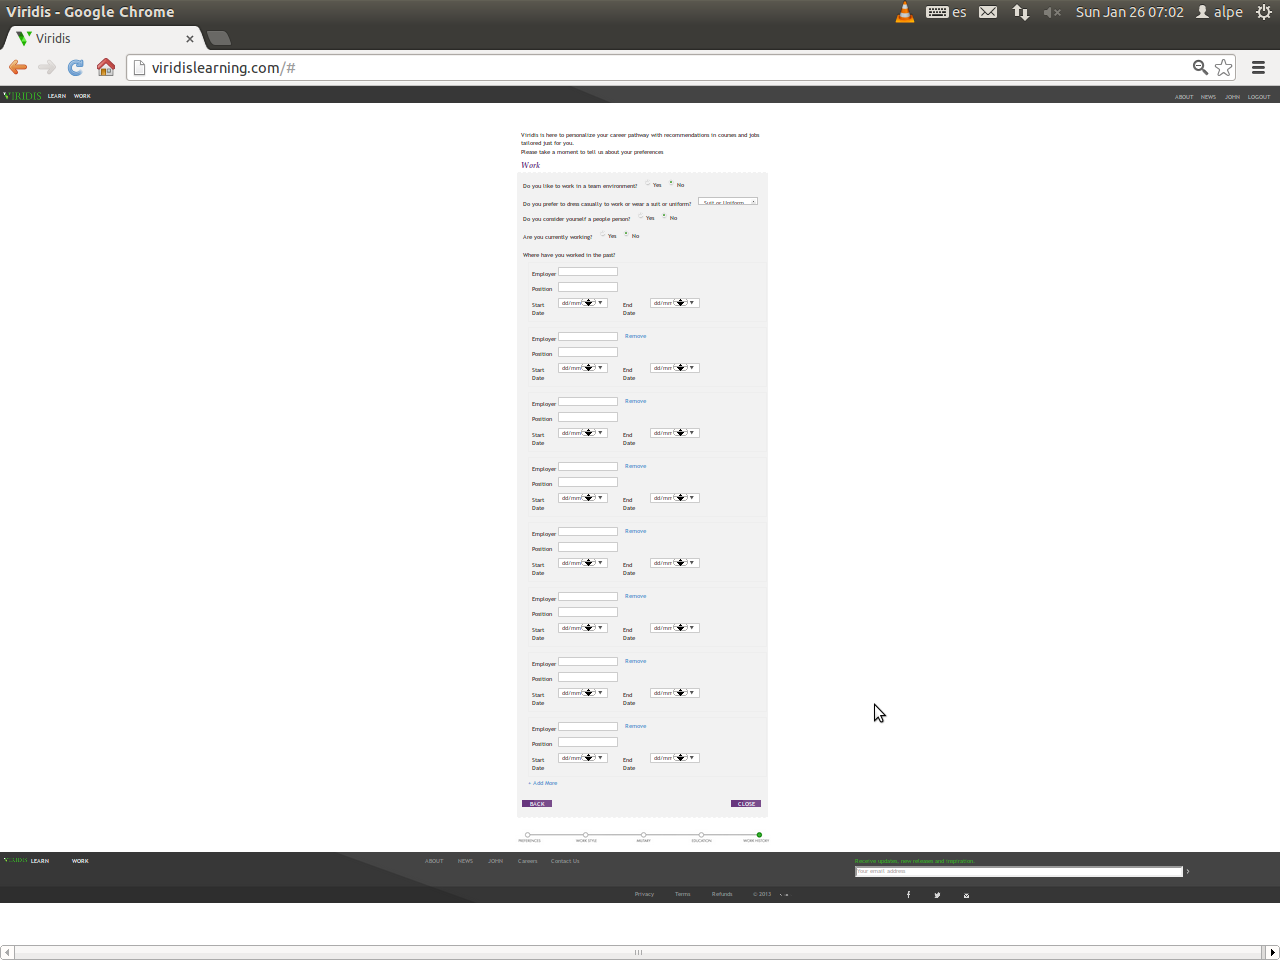 Viridis - Google Chrome
es
Sun Jan 26 07:02
alpe
Viridis
viridislearning.com/#
VIRIDIS LEARN WORK
ABOUT NEWS JOHN LOGOUT
Viridis is here to personalize your career pathway with recommendations in courses and jobs
tailored just for you.
Please take a moment to tell us about your preferences
Work
Do you like to work in a team environment? Yes No
Do you prefer to dress casually to work or wear a suit or uniform? Suit or Uniform
Do you consider yourself a people person? Yes No
Are you currently working? Yes No
Where have you worked in the past?
Employer
Position
Start Date dd/mm End Date dd/mm
Employer Remove
Position
Start Date dd/mm End Date dd/mm
Employer Remove
Position
Start Date dd/mm End Date dd/mm
Employer Remove
Position
Start Date dd/mm End Date dd/mm
Employer Remove
Position
Start Date dd/mm End Date dd/mm
Employer Remove
Position
Start Date dd/mm End Date dd/mm
Employer Remove
Position
Start Date dd/mm End Date dd/mm
Employer Remove
Position
Start Date dd/mm End Date dd/mm
+ Add More
BACK CLOSE
PREFERENCES WORK STYLE MILITARY EDUCATION WORK HISTORY
VIRIDIS LEARN WORK ABOUT NEWS JOHN Careers Contact Us
Receive updates, new releases and inspiration.
Your email address
Privacy Terms Refunds © 2013